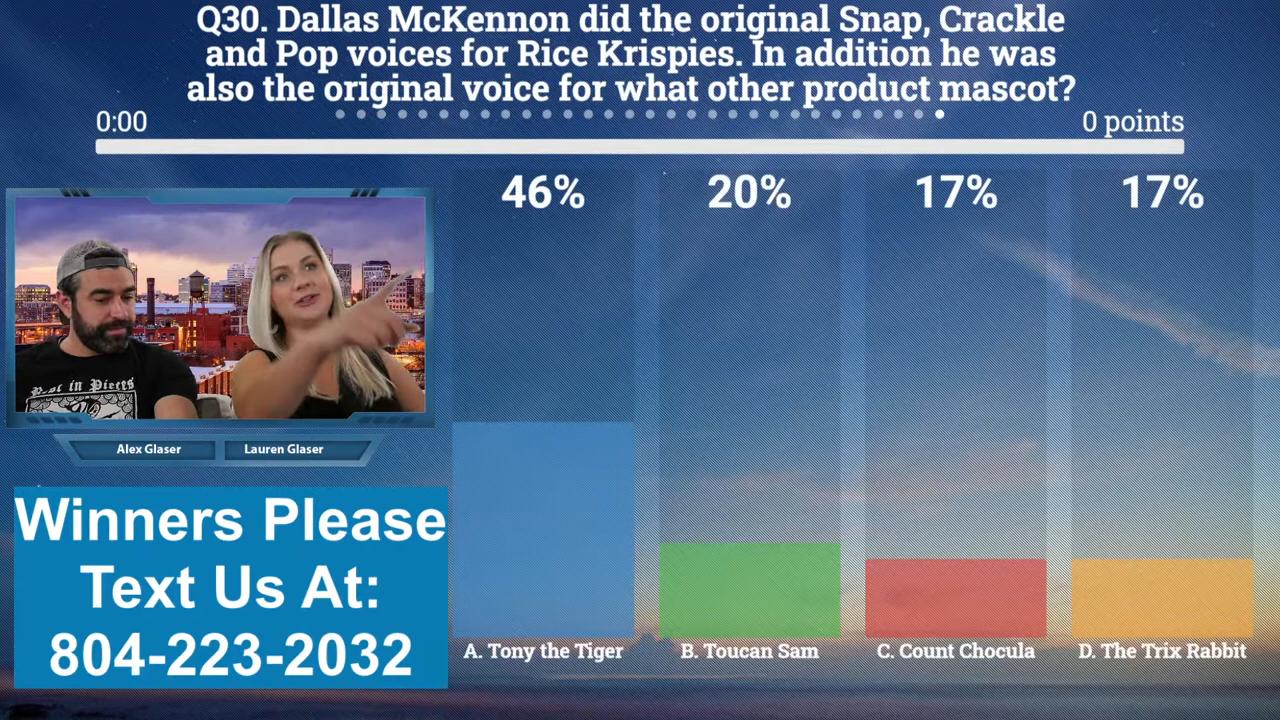 Q30. Dallas McKennon did the original Snap, Crackle
and Pop voices for Rice Krispies. In addition he was
also the original voice for what other product mascot?
0:00
0 points
46%
20%
17%
17%
in Pieces
Alex Glaser
Lauren Glaser
Winners Please
Text Us At:
804-223-2032
A. Tony the Tiger
B. Toucan Sam
C. Count Chocula
D. The Trix Rabbit